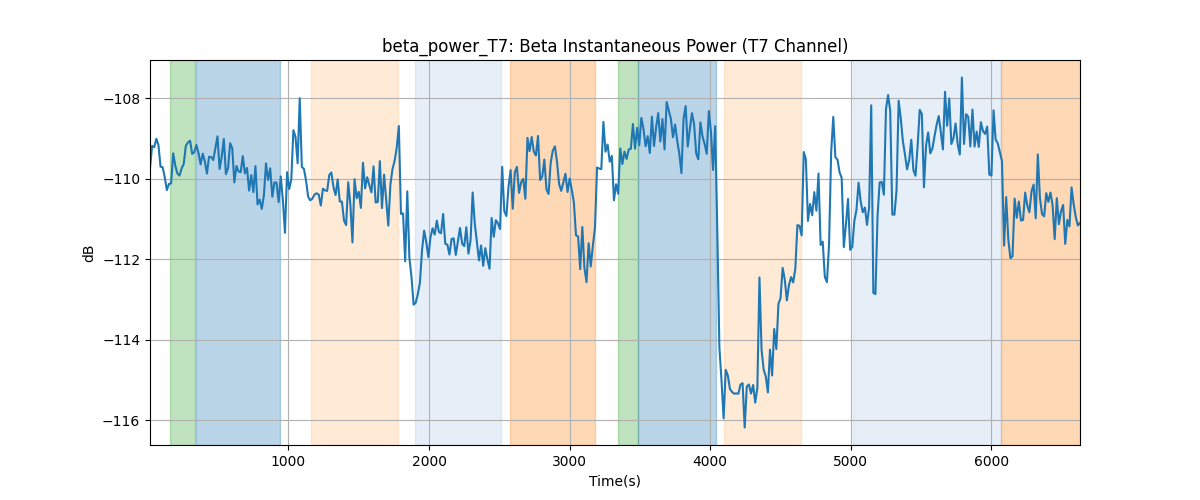 beta_power_T7: Beta Instantaneous Power (T7 Channel)
dB
−108
−110
−112
−114
−116
1000 2000 3000 4000 5000 6000
Time(s)